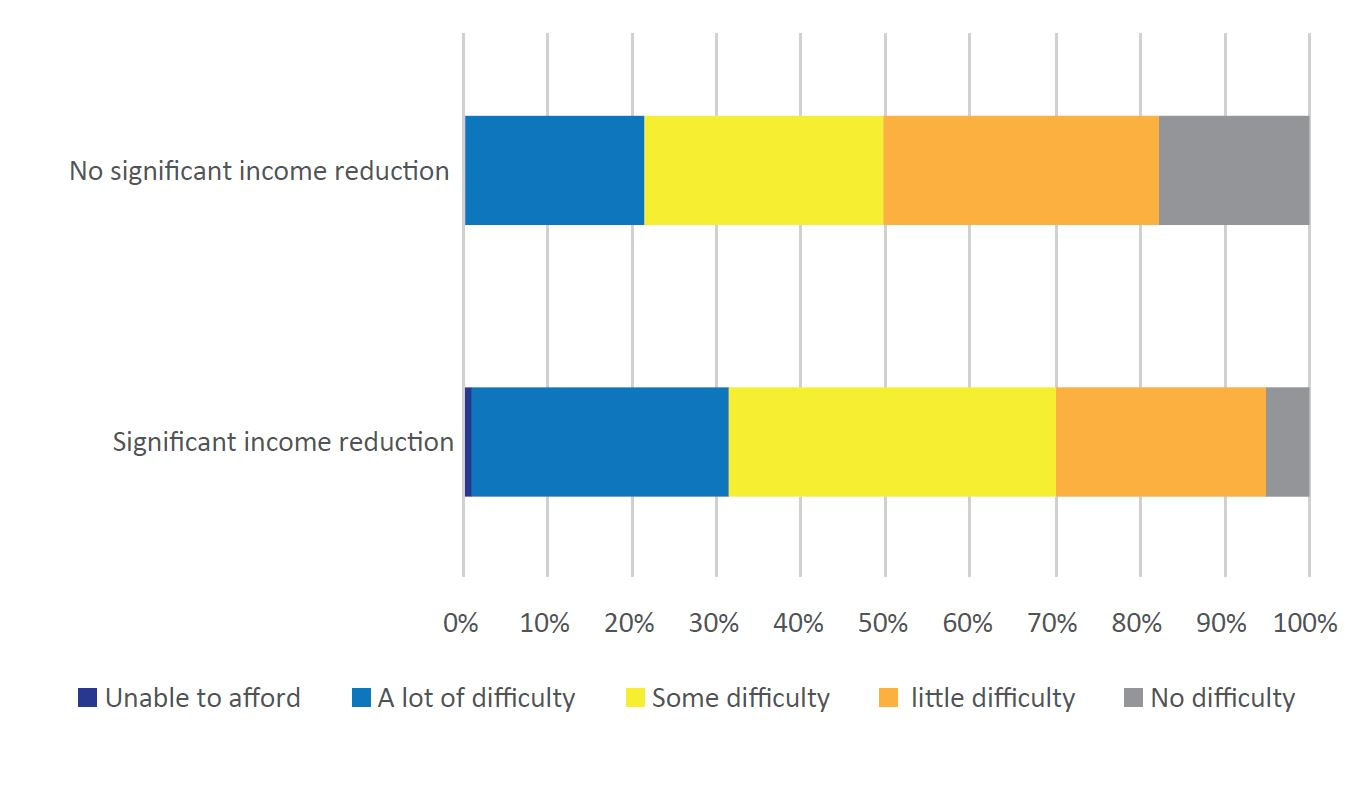 No significant income reduction
Significant income reduction
0% 10% 20% 30% 40% 50% 60% 70% 80% 90% 100%
Unable to afford A lot of difficulty Some difficulty little difficulty No difficulty